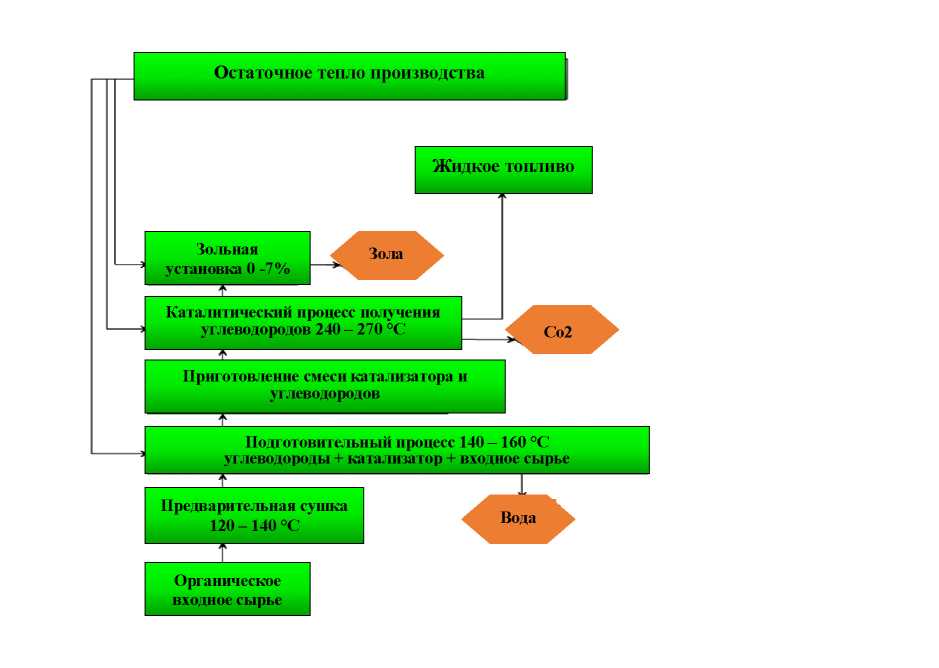 Остаточное тепло производства
Жидкое топливо
Зольная
установка 0 -7%
Зола
Каталитический процесс получения
углеводородов 240 – 270 °С
Со2
Приготовление смеси катализатора и
углеводородов
Подготовительный процесс 140 – 160 °С
углеводороды + катализатор + входное сырье
Предварительная сушка
120 – 140 °С
Вода
Органическое
входное сырье